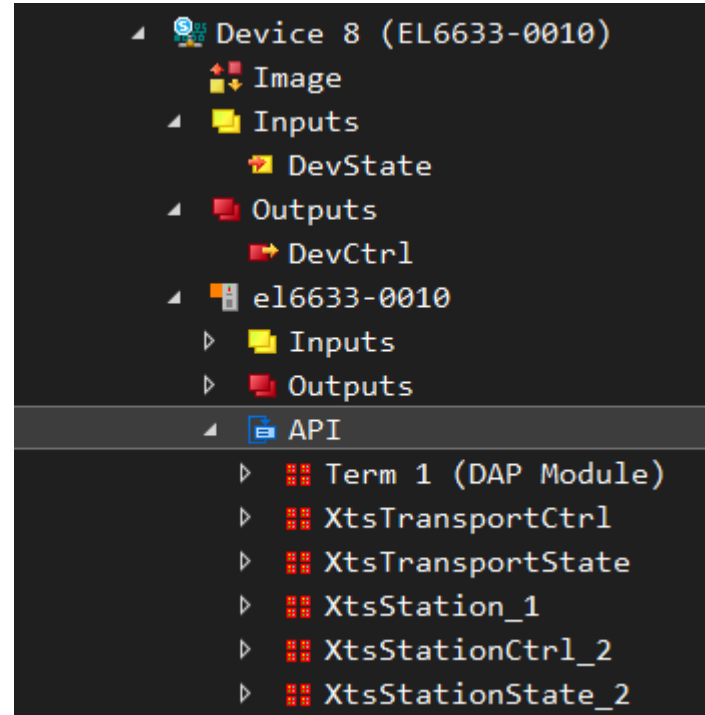 Device 8 (EL6633-0010)
Image
Inputs
DevState
Outputs
DevCtrl
el6633-0010
Inputs
Outputs
API
Term 1 (DAP Module)
XtsTransportCtrl
XtsTransportState
XtsStation_1
XtsStationCtrl_2
XtsStationState_2